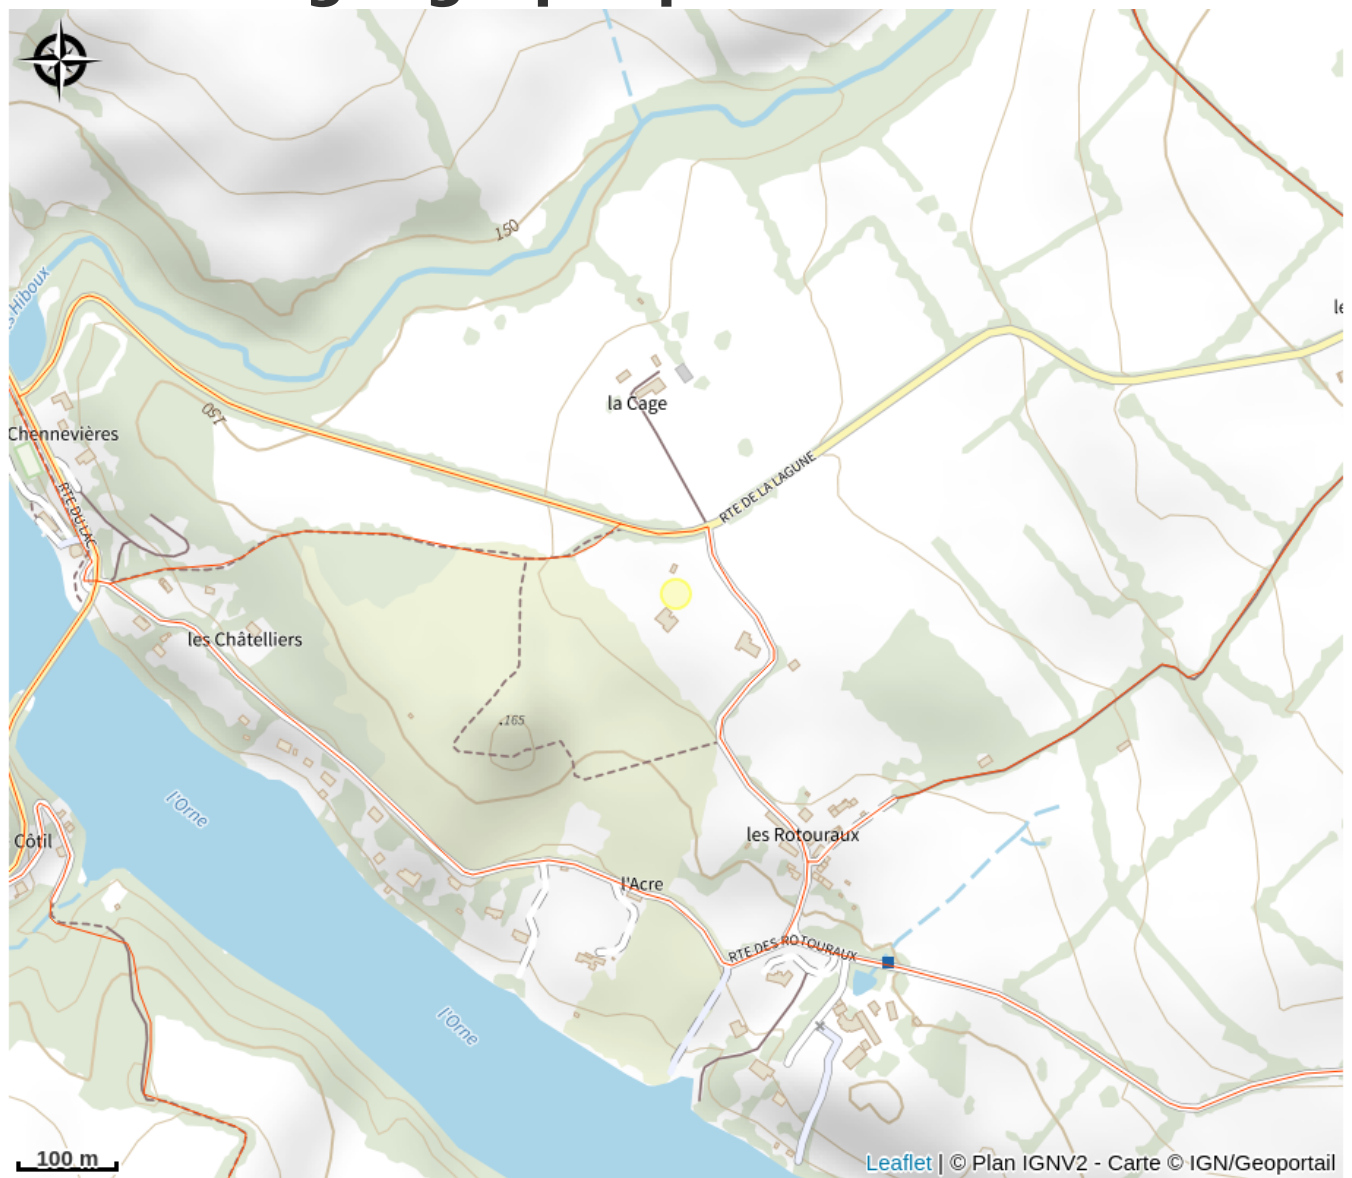 150
s Hiboux
150
la Cage
Chennevières
RTE DE LA LAGUNE
RTE DU LAC
les Châtelliers
.165
l'Orne
Côtil
les Rotouraux
l'Acre
RTE DES ROTOURAUX
l'Orne
100 m
Leaflet | © Plan IGNV2 - Carte © IGN/Geoportail